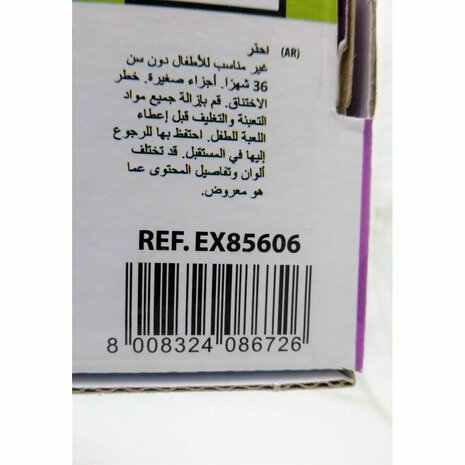 (AR) احذر
غير مناسب للأطفال دون سن
36 شهرًا. أجزاء صغيرة. خطر
الاختناق. قم بإزالة جميع مواد
التعبئة والتغليف قبل إعطاء
اللعبة للطفل. احتفظ بها للرجوع
إليها في المستقبل. قد تختلف
ألوان وتفاصيل المحتوى عما
هو معروض.
REF. EX85606
8 008324 086726